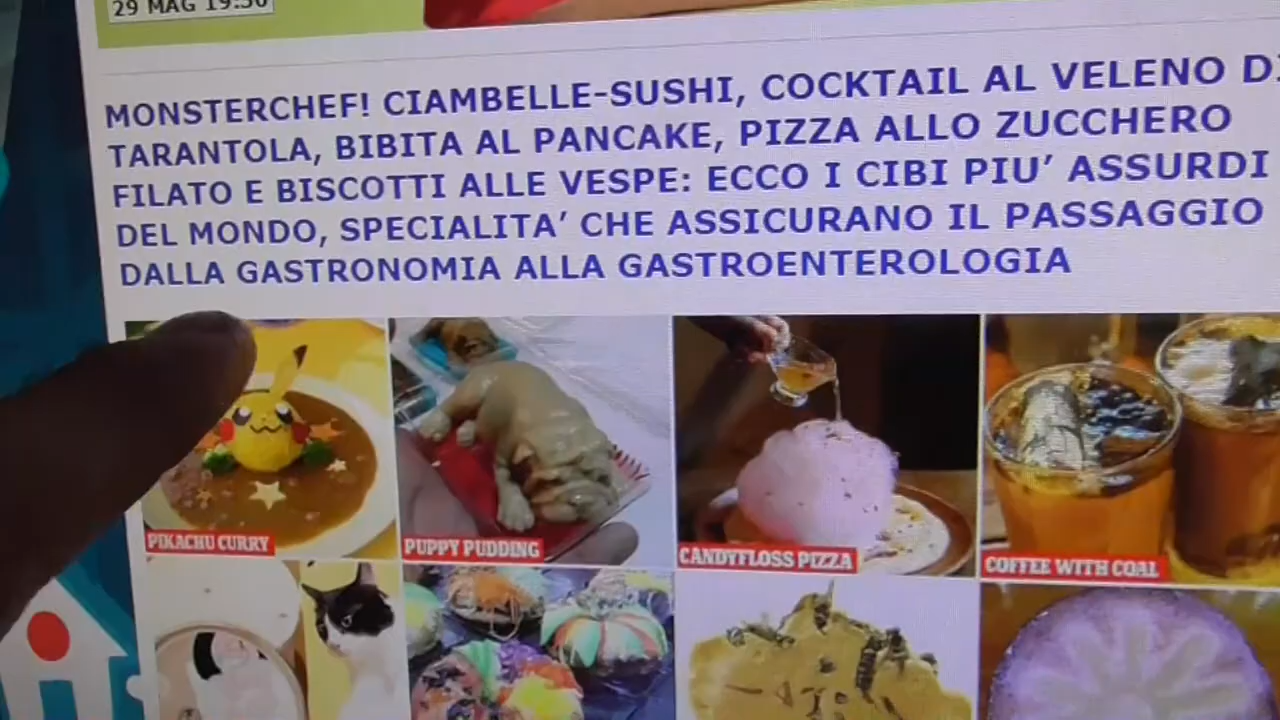 29 MAG 19:50
MONSTERCHEF! CIAMBELLE-SUSHI, COCKTAIL AL VELENO DI
TARANTOLA, BIBITA AL PANCAKE, PIZZA ALLO ZUCCHERO
FILATO E BISCOTTI ALLE VESPE: ECCO I CIBI PIU’ ASSURDI
DEL MONDO, SPECIALITA’ CHE ASSICURANO IL PASSAGGIO
DALLA GASTRONOMIA ALLA GASTROENTEROLOGIA
PIKACHU CURRY
PUPPY PUDDING
CANDYFLOSS PIZZA
COFFEE WITH COAL